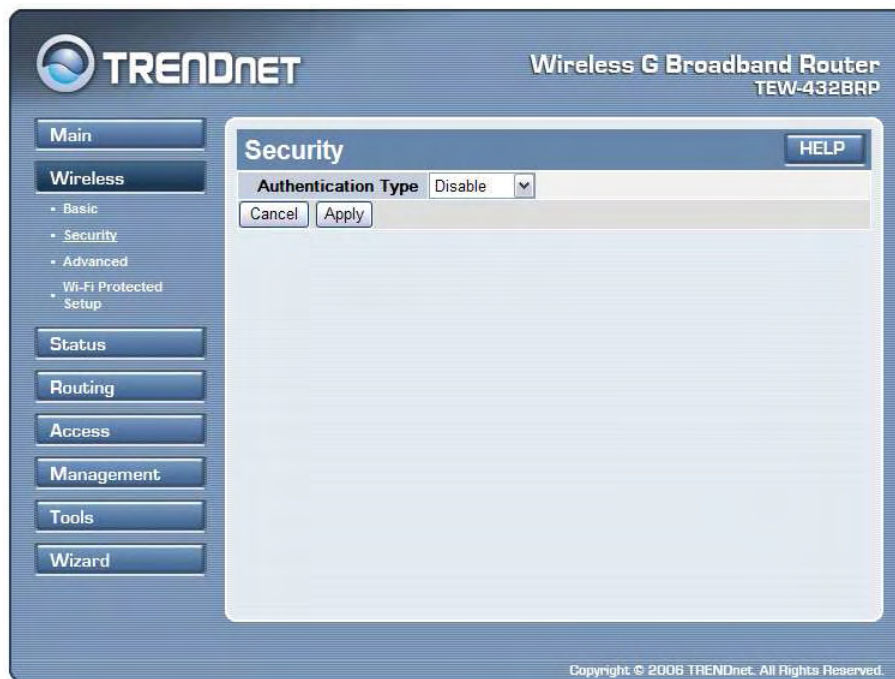 TRENDNET
Wireless G Broadband Router
TEW-432BRP
Main
Wireless
Basic
Security
Advanced
Wi-Fi Protected
Setup
Status
Routing
Access
Management
Tools
Wizard
Security
HELP
Authentication Type Disable
Cancel Apply
Copyright © 2006 TRENDnet. All Rights Reserved.